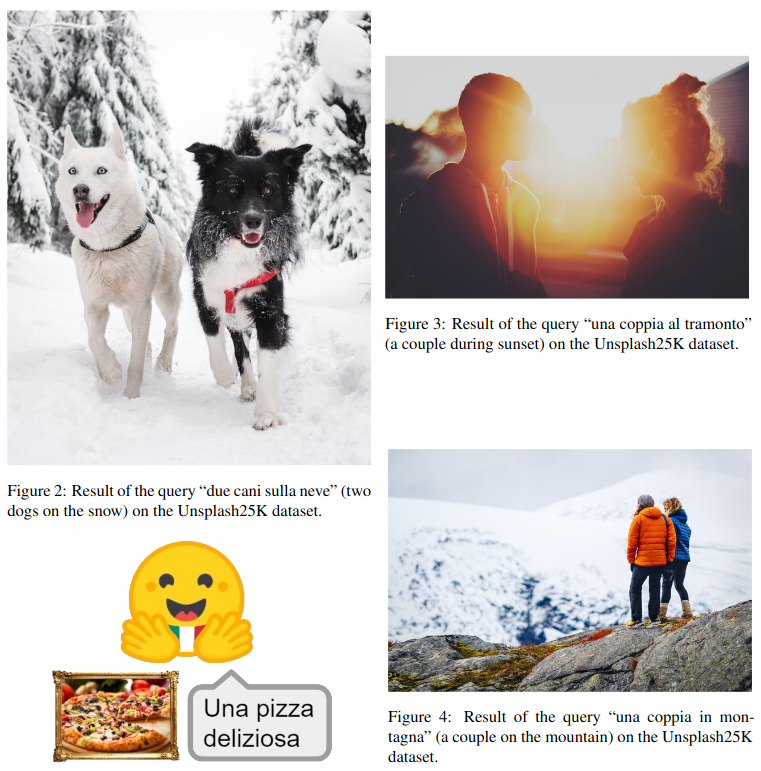 Figure 2: Result of the query “due cani sulla neve” (two
dogs on the snow) on the Unsplash25K dataset.
Una pizza
deliziosa
Figure 3: Result of the query “una coppia al tramonto”
(a couple during sunset) on the Unsplash25K dataset.
Figure 4: Result of the query “una coppia in mon-
tagna” (a couple on the mountain) on the Unsplash25K
dataset.